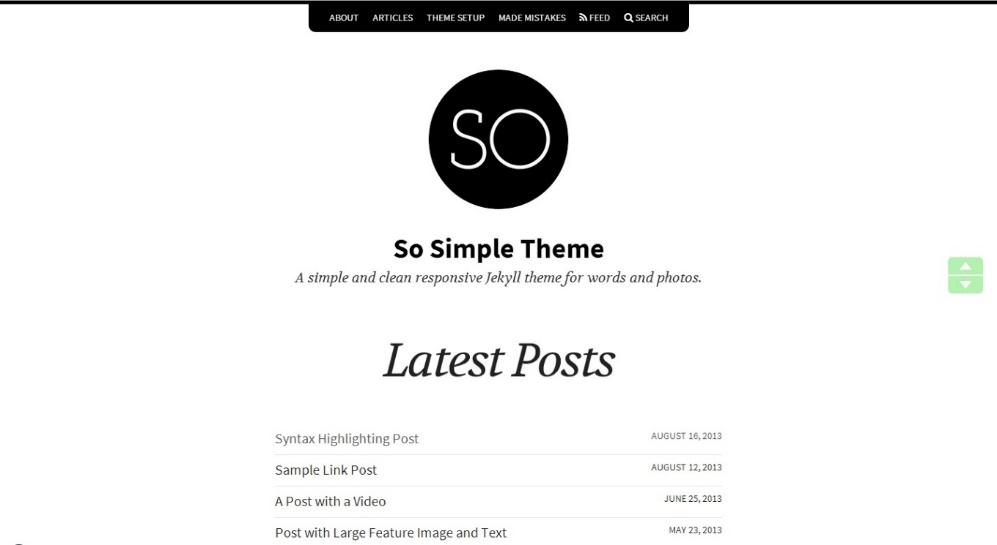 ABOUT ARTICLES THEME SETUP MADE MISTAKES FEED SEARCH
SO
So Simple Theme
A simple and clean responsive Jekyll theme for words and photos.
Latest Posts
Syntax Highlighting Post AUGUST 16, 2013
Sample Link Post AUGUST 12, 2013
A Post with a Video JUNE 25, 2013
Post with Large Feature Image and Text MAY 23, 2013